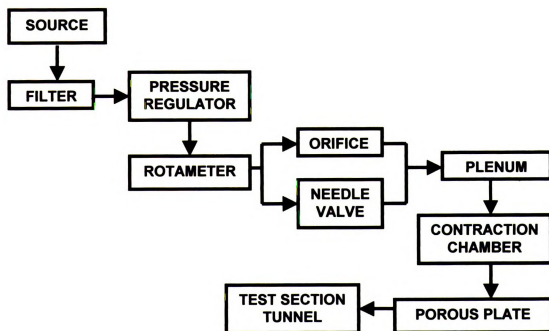 SOURCE
FILTER
PRESSURE
REGULATOR
ROTAMETER
ORIFICE
NEEDLE
VALVE
PLENUM
CONTRACTION
CHAMBER
POROUS PLATE
TEST SECTION
TUNNEL